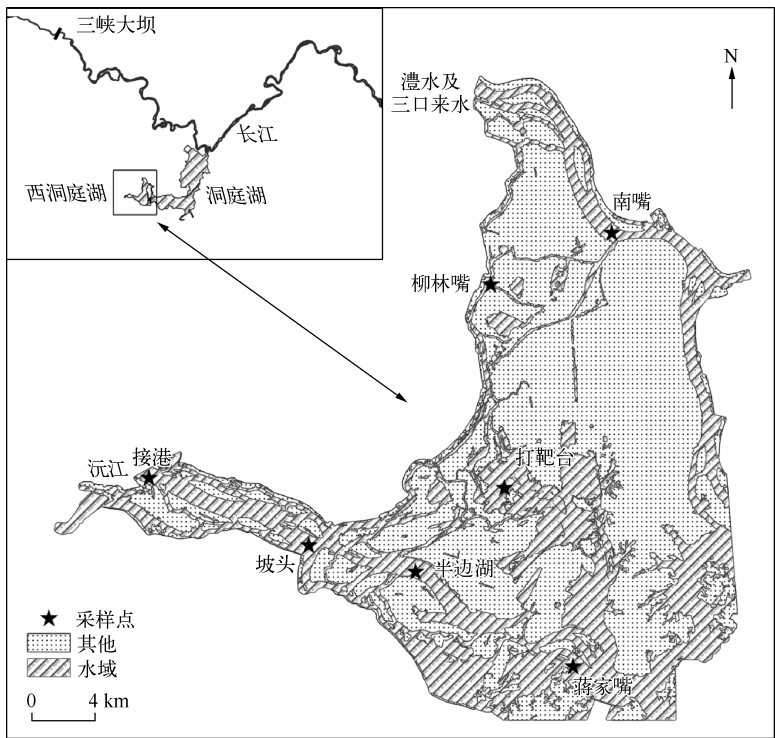 三峡大坝
长江
西洞庭湖
洞庭湖
N
澧水及
三口来水
南嘴
柳林嘴
打靶台
接港
沅江
坡头
半边湖
蒋家嘴
采样点
其他
水域
0 4 km